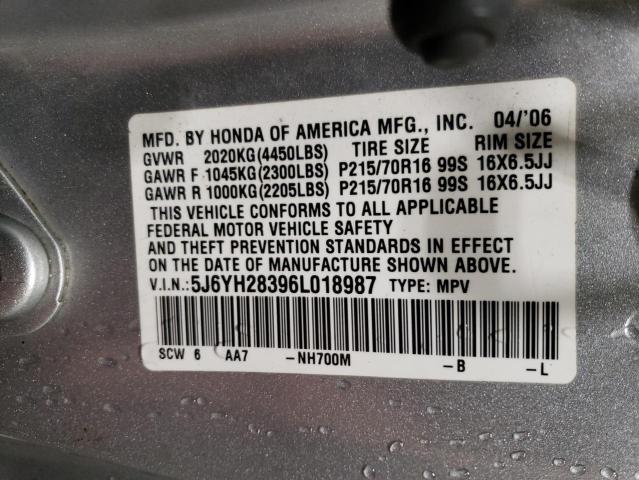 MFD. BY HONDA OF AMERICA MFG., INC. 04/'06
GVWR 2020KG(4450LBS) TIRE SIZE RIM SIZE
GAWR F 1045KG(2300LBS) P215/70R16 99S 16X6.5JJ
GAWR R 1000KG(2205LBS) P215/70R16 99S 16X6.5JJ
THIS VEHICLE CONFORMS TO ALL APPLICABLE
FEDERAL MOTOR VEHICLE SAFETY
AND THEFT PREVENTION STANDARDS IN EFFECT
ON THE DATE OF MANUFACTURE SHOWN ABOVE.
V.I.N.:5J6YH28396L018987 TYPE: MPV
SCW 6 AA7 -NH700M -B -L